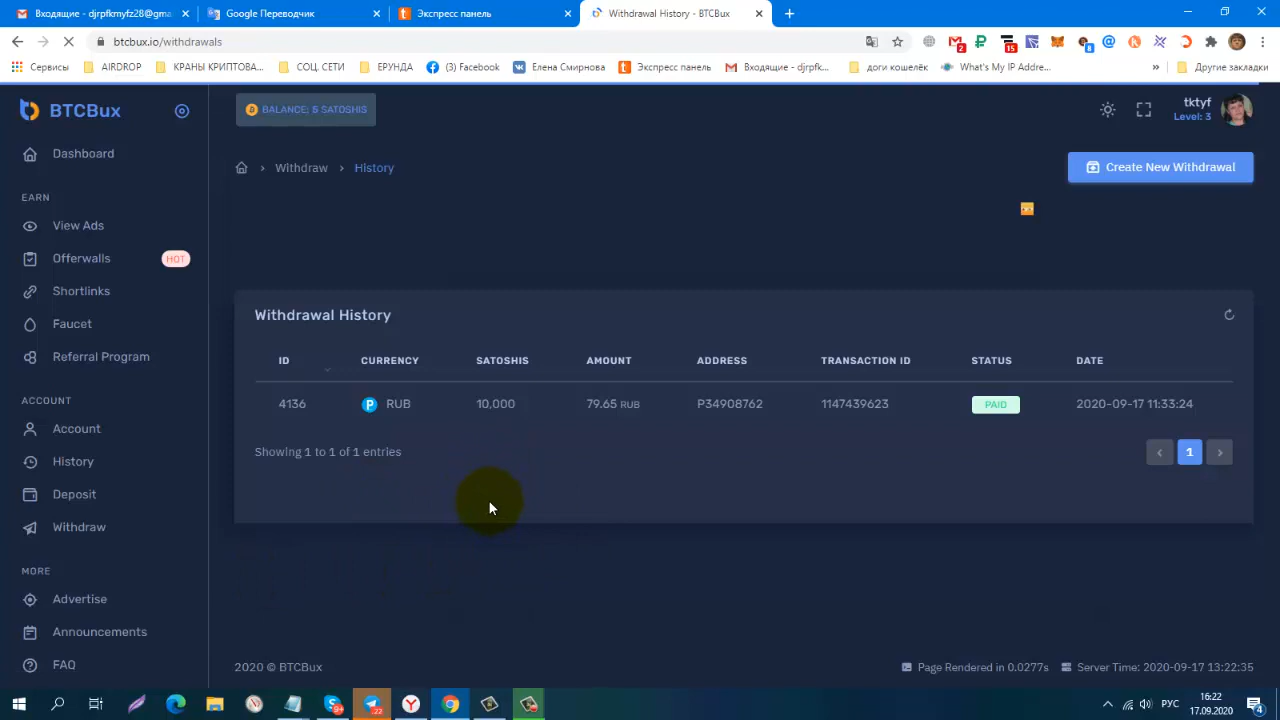 Входящие - djrpfkmyfz28@gma
Google Переводчик
Экспресс панель
Withdrawal History - BTCBux
btcbux.io/withdrawals
2
15
8
Сервисы
AIRDROP
КРАНЫ КРИПТОВА...
СОЦ. СЕТИ
ЕРУНДА
(3) Facebook
Елена Смирнова
Экспресс панель
Входящие - djrpfk...
доги кошелёк
What's My IP Addre...
»
Другие закладки
BTCBux
BALANCE: 5 SATOSHIS
tktyf
Level: 3
Dashboard
Withdraw
History
Create New Withdrawal
EARN
View Ads
Offerwalls
HOT
Shortlinks
Faucet
Referral Program
ACCOUNT
Account
History
Deposit
Withdraw
MORE
Advertise
Announcements
FAQ
Withdrawal History
ID CURRENCY SATOSHIS AMOUNT ADDRESS TRANSACTION ID STATUS DATE
4136 RUB 10,000 79.65 RUB P34908762 1147439623 PAID 2020-09-17 11:33:24
Showing 1 to 1 of 1 entries
‹ 1 ›
2020 © BTCBux
Page Rendered in 0.0277s
Server Time: 2020-09-17 13:22:35
РУС
16:22
17.09.2020
4